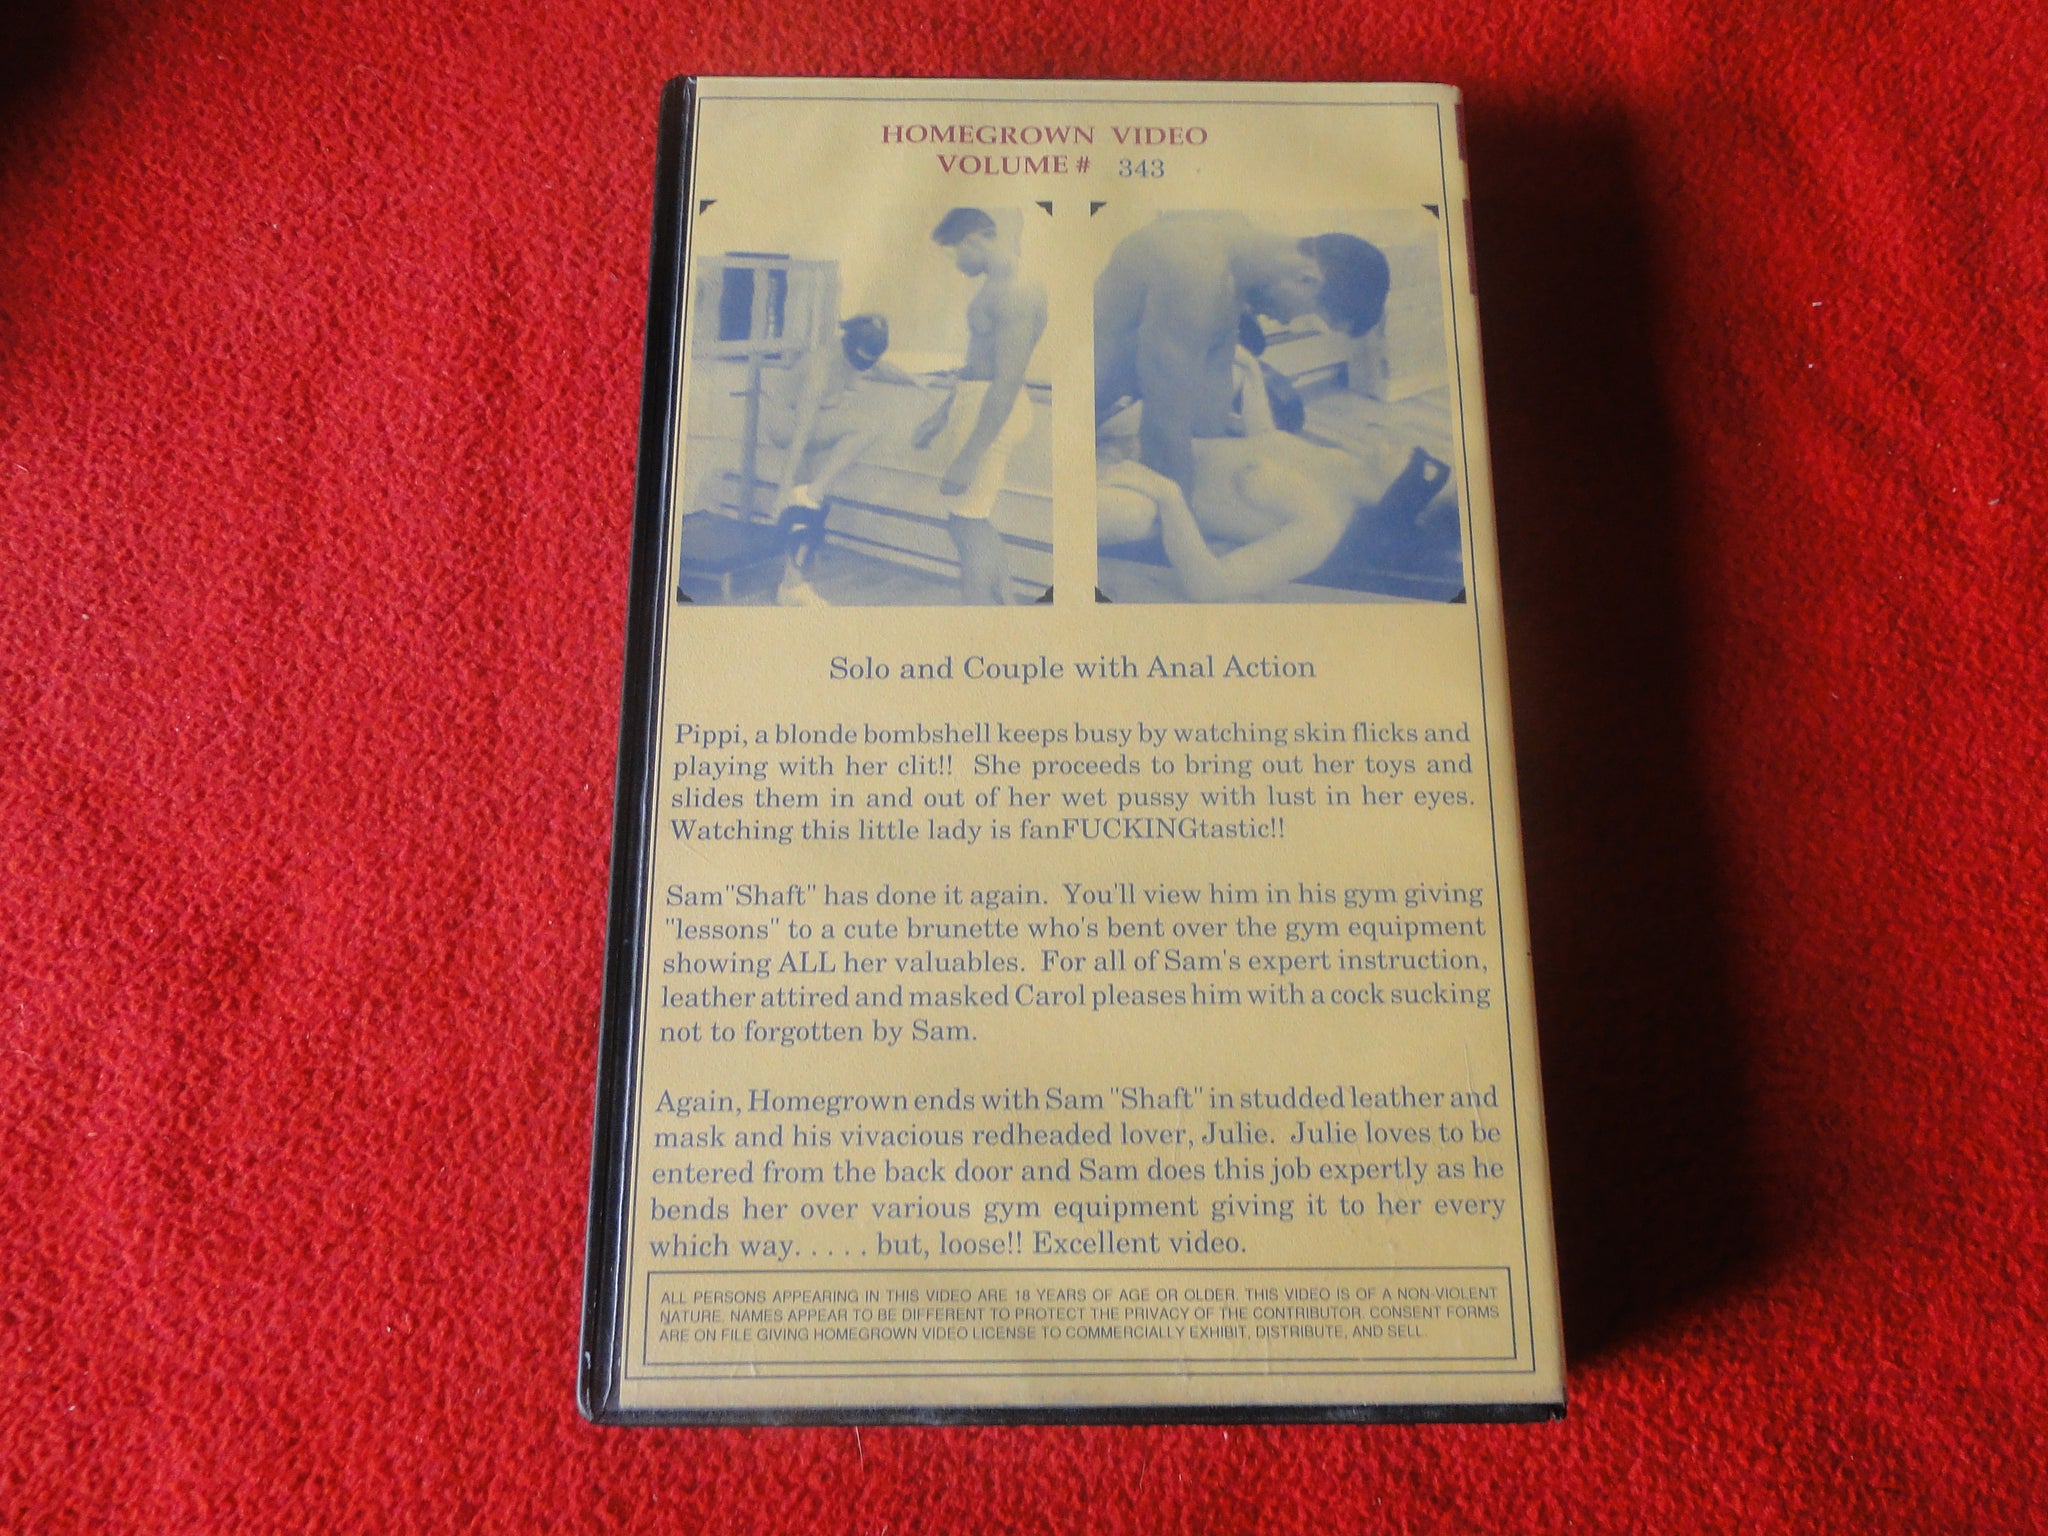 HOMEGROWN VIDEO
VOLUME # 343
Solo and Couple with Anal Action
Pippi, a blonde bombshell keeps busy by watching skin flicks and
playing with her clit!! She proceeds to bring out her toys and
slides them in and out of her wet pussy with lust in her eyes.
Watching this little lady is fanFUCKINGtastic!!
Sam"Shaft" has done it again. You'll view him in his gym giving
"lessons" to a cute brunette who's bent over the gym equipment
showing ALL her valuables. For all of Sam's expert instruction,
leather attired and masked Carol pleases him with a cock sucking
not to forgotten by Sam.
Again, Homegrown ends with Sam "Shaft" in studded leather and
mask and his vivacious redheaded lover, Julie. Julie loves to be
entered from the back door and Sam does this job expertly as he
bends her over various gym equipment giving it to her every
which way. . . . . but, loose!! Excellent video.
ALL PERSONS APPEARING IN THIS VIDEO ARE 18 YEARS OF AGE OR OLDER. THIS VIDEO IS OF A NON-VIOLENT
NATURE, NAMES APPEAR TO BE DIFFERENT TO PROTECT THE PRIVACY OF THE CONTRIBUTOR. CONSENT FORMS
ARE ON FILE GIVING HOMEGROWN VIDEO LICENSE TO COMMERCIALLY EXHIBIT, DISTRIBUTE, AND SELL.